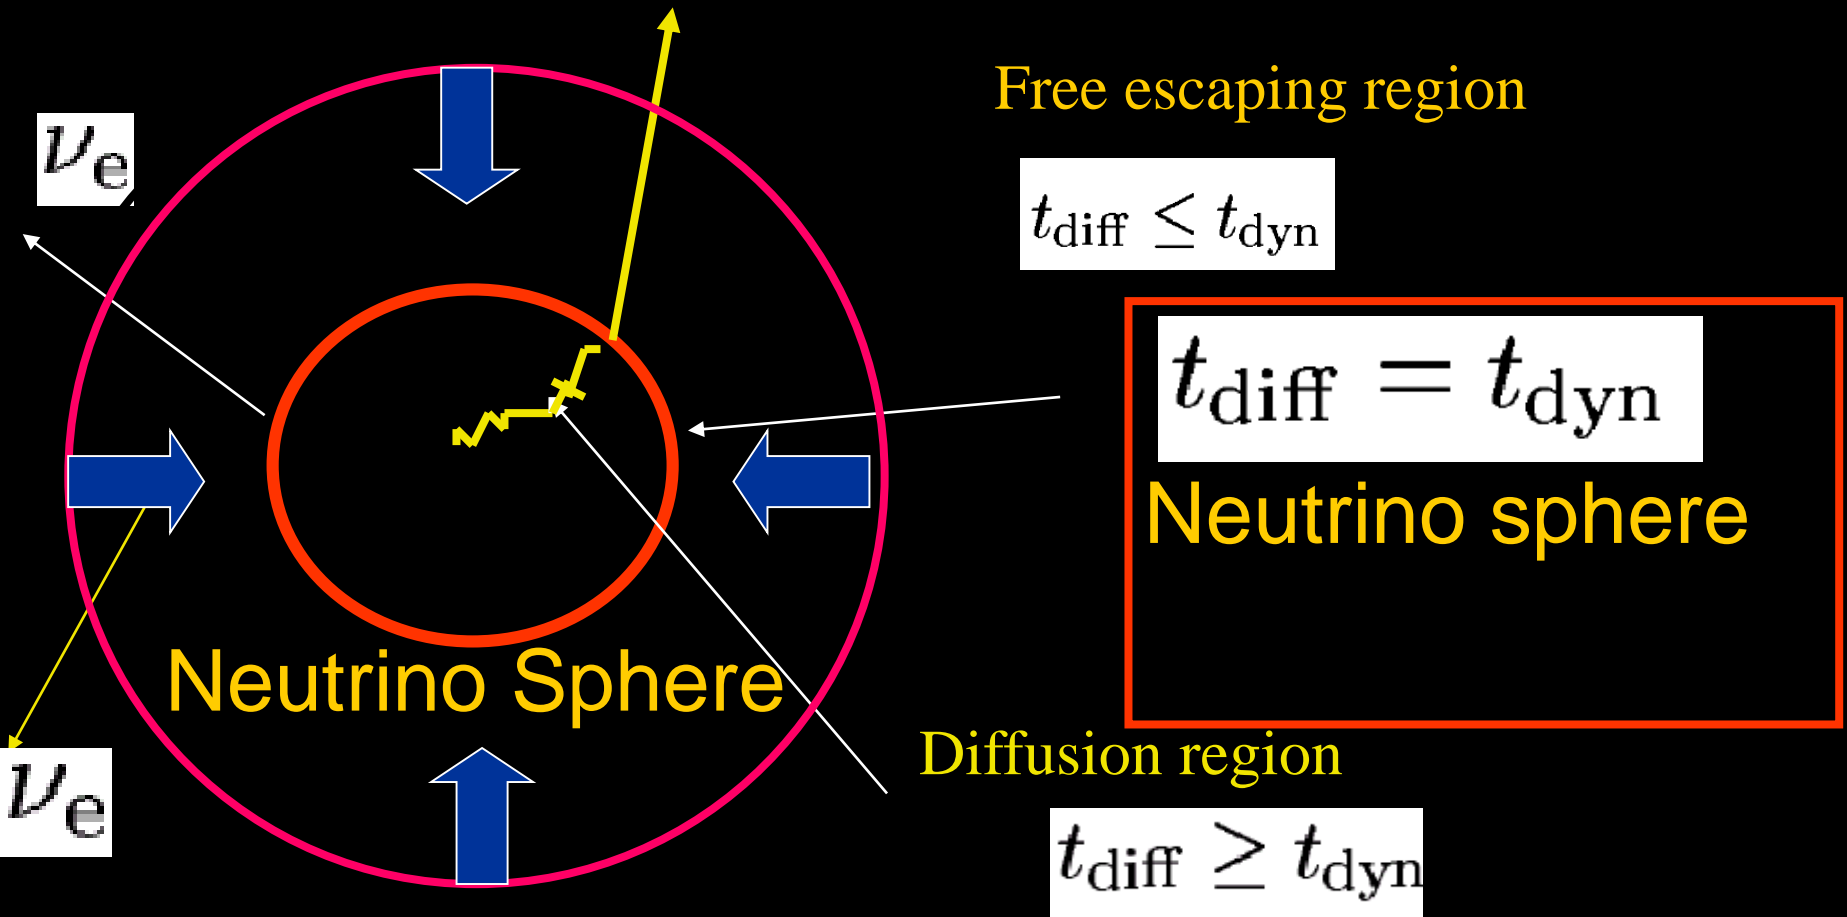 Free escaping region
ν_e
t_diff ≤ t_dyn
t_diff = t_dyn
Neutrino sphere
Neutrino Sphere
Diffusion region
ν_e
t_diff ≥ t_dyn